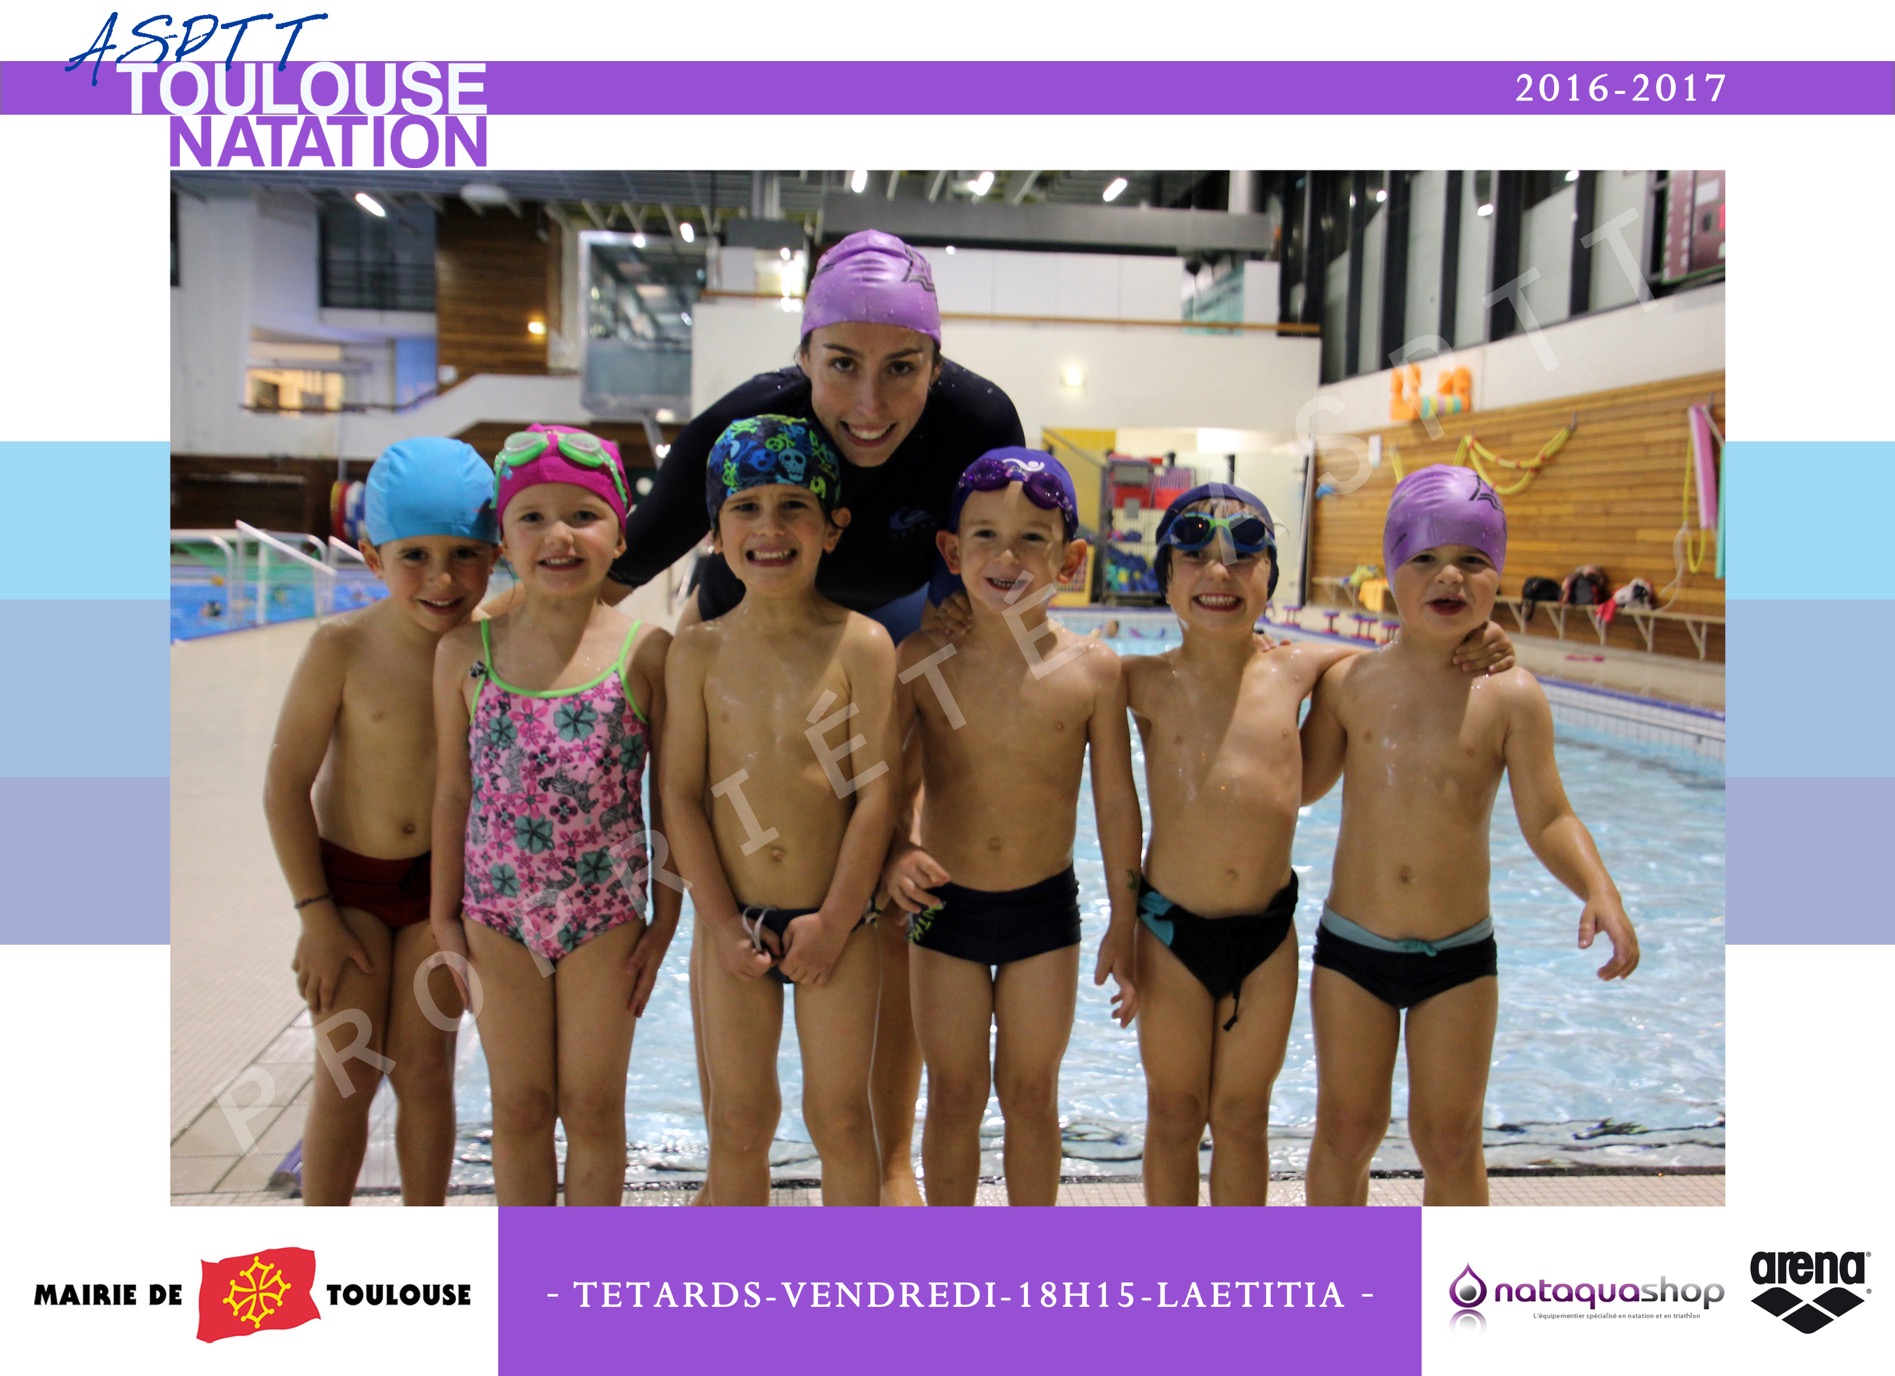 ASPTT
TOULOUSE
NATATION
2016-2017
PROPRIÉTÉ ASPTT
MAIRIE DE TOULOUSE
- TETARDS-VENDREDI-18H15-LAETITIA -
nataquashop
L'équipementier spécialisé en natation et en triathlon
arena